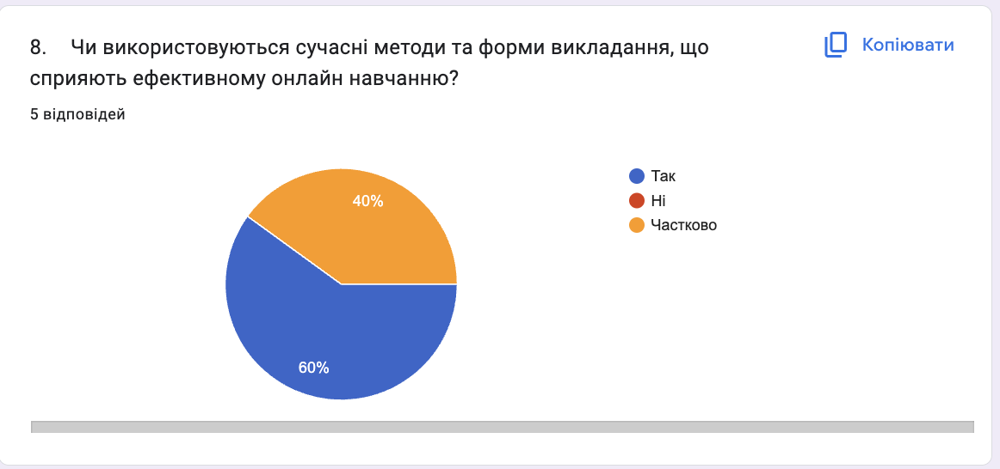 8. Чи використовуються сучасні методи та форми викладання, що
сприяють ефективному онлайн навчанню?
Копіювати
5 відповідей
Так
Ні
Частково
40%
60%